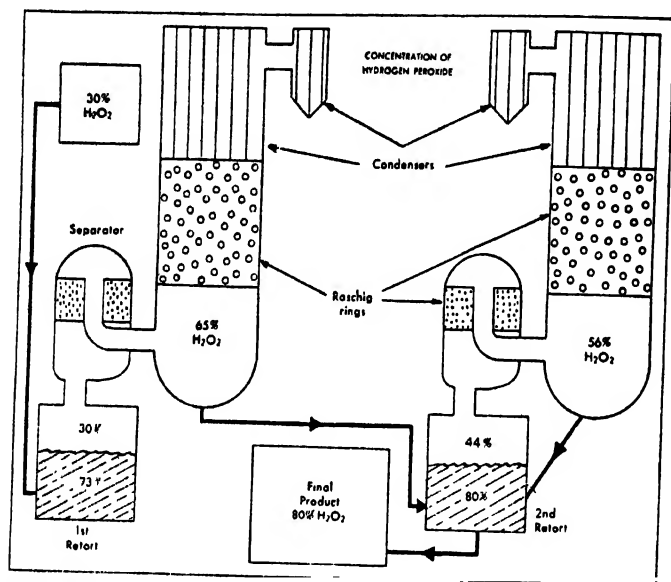 CONCENTRATION OF
HYDROGEN PEROXIDE
30%
H₂O₂
Condensers
Separator
Raschig
rings
65%
H₂O₂
56%
H₂O₂
30%
73%
1st
Retort
Final
Product
80% H₂O₂
44%
80%
2nd
Retort